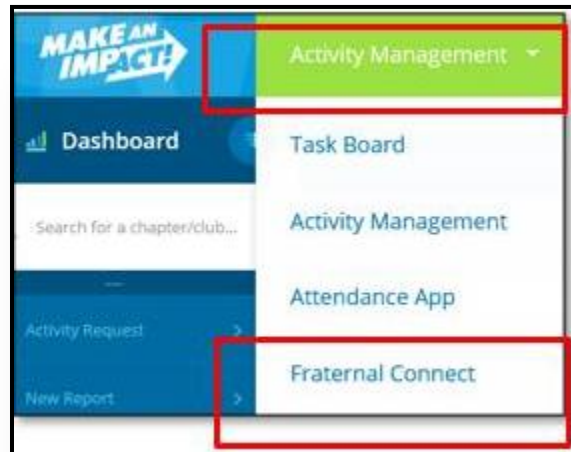 MAKE AN
IMPACT!
Activity Management
Dashboard
Task Board
Search for a chapter/club...
Activity Management
Attendance App
Activity Request
Fraternal Connect
New Report